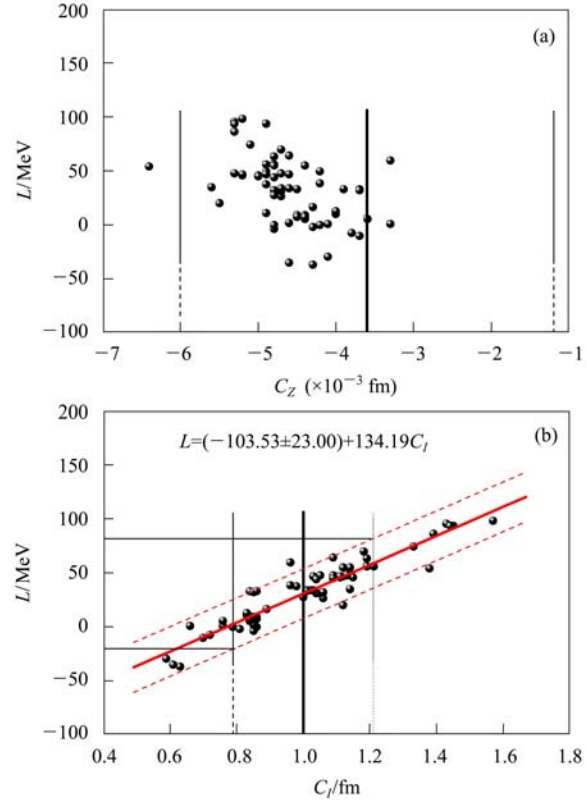 200
(a)
150
100
50
0
−50
−100
L/MeV
−7 −6 −5 −4 −3 −2 −1
C_Z (×10⁻³ fm)
200
L=(−103.53±23.00)+134.19C_I
(b)
150
100
50
0
−50
−100
L/MeV
0.4 0.6 0.8 1.0 1.2 1.4 1.6 1.8
C_I/fm